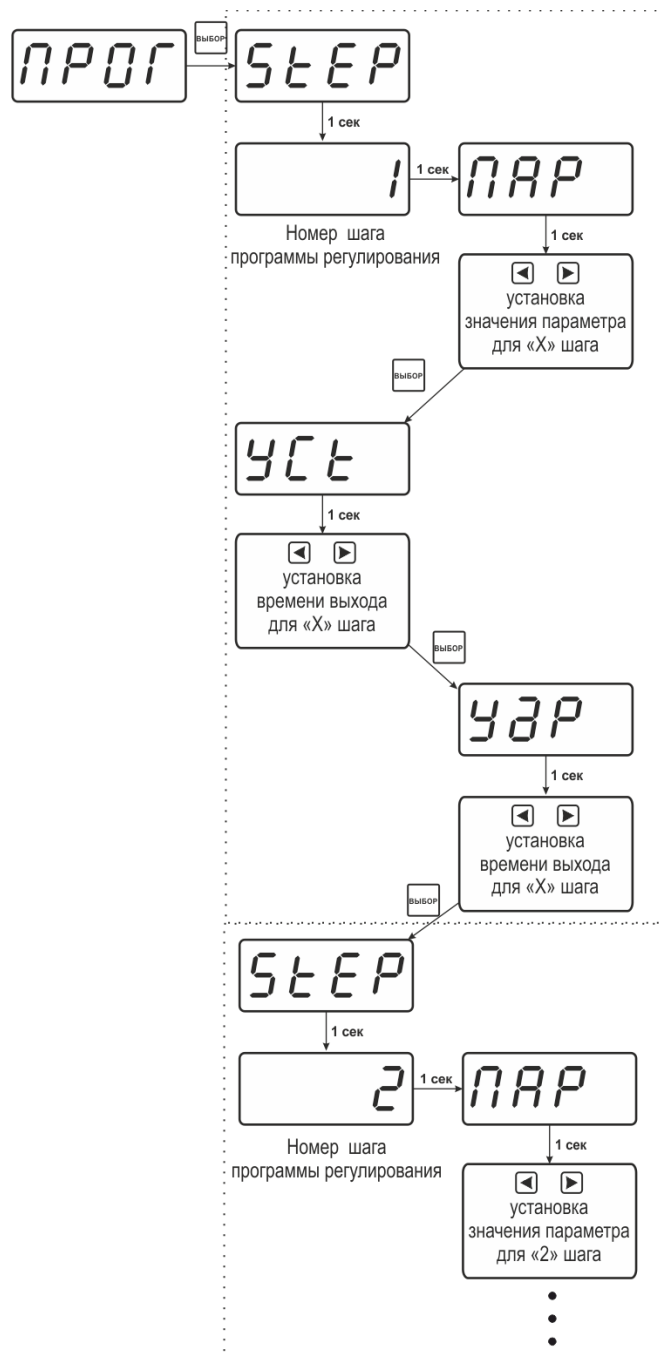 ПРОГ
ВЫБОР
StEP
1 сек
1
1 сек
ПАР
Номер шага
программы регулирования
1 сек
установка
значения параметра
для «X» шага
ВЫБОР
УСt
1 сек
установка
времени выхода
для «X» шага
ВЫБОР
УдР
1 сек
установка
времени выхода
для «X» шага
ВЫБОР
StEP
1 сек
2
1 сек
ПАР
Номер шага
программы регулирования
1 сек
установка
значения параметра
для «2» шага